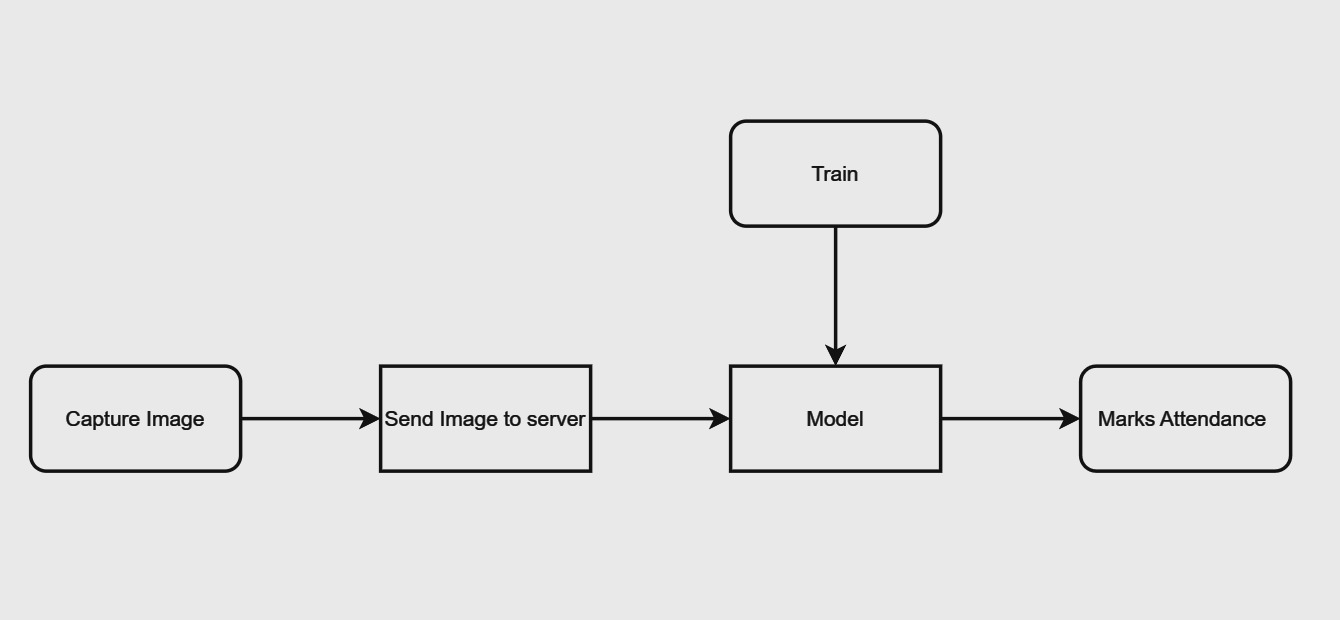 Train
Capture Image
Send Image to server
Model
Marks Attendance